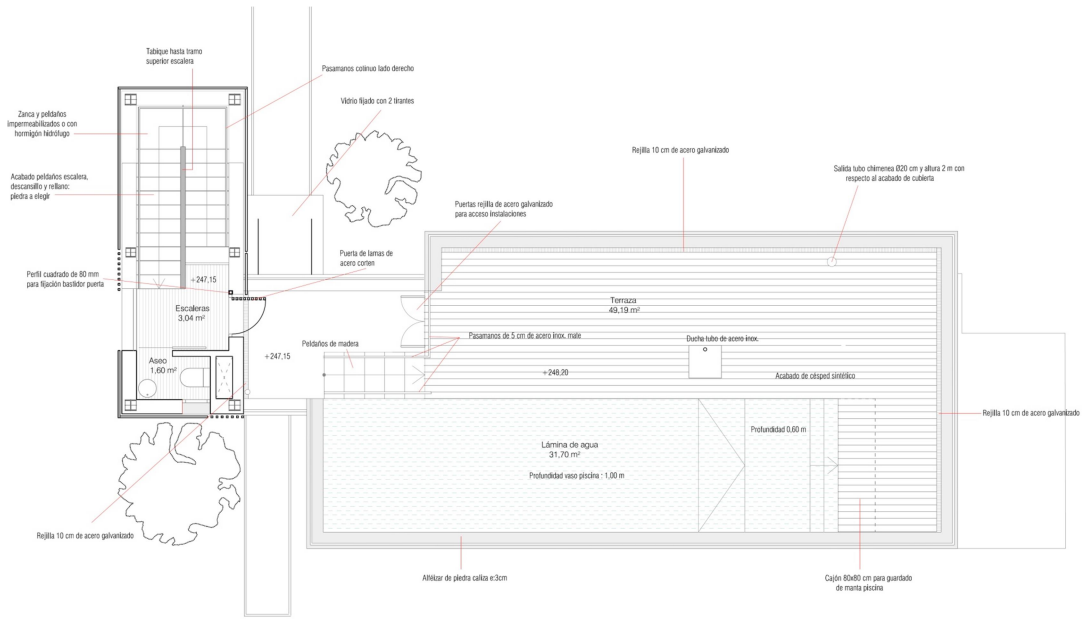 Tabique hasta tramo
superior escalera
Pasamanos cotinuo lado derecho
Zanca y peldaños
impermeabilizados o con
hormigón hidrófugo
Vidrio fijado con 2 tirantes
Rejilla 10 cm de acero galvanizado
Salida tubo chimenea Ø20 cm y altura 2 m con
respecto al acabado de cubierta
Acabado peldaños escalera,
descansillo y rellano:
piedra a elegir
Puertas rejilla de acero galvanizado
para acceso instalaciones
Puerta de lamas de
acero corten
Perfil cuadrado de 80 mm
para fijación bastidor puerta
+247,15
Escaleras
3,04 m²
Terraza
49,19 m²
Pasamanos de 5 cm de acero inox. mate
Ducha tubo de acero inox.
Peldaños de madera
+247,15
Aseo
1,60 m²
+248,20
Acabado de césped sintélico
Rejilla 10 cm de acero galvanizado
Profundidad 0,60 m
Lámina de agua
31,70 m²
Profundidad vaso piscina : 1,00 m
Rejilla 10 cm de acero galvanizado
Alféizar de piedra caliza e:3cm
Cajón 80x80 cm para guardado
de manta piscina